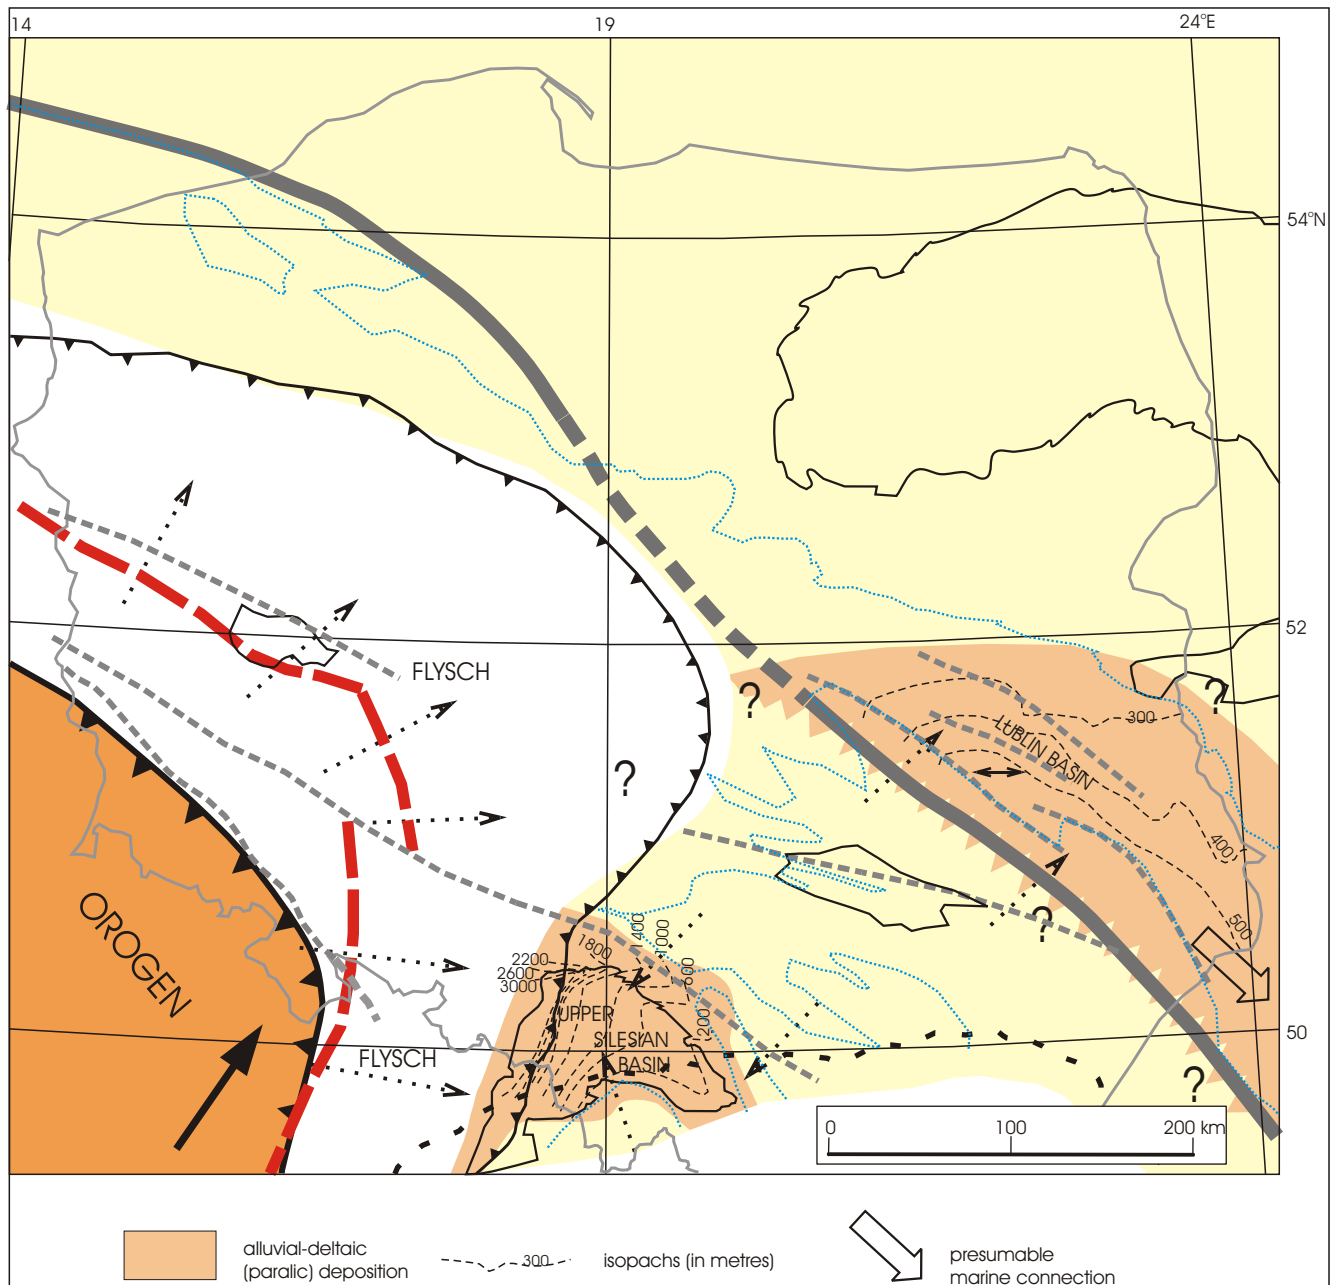 14 19 24°E
54°N
FLYSCH
52
?
?
300
LUBLIN BASIN
?
400
OROGEN
500
?
400
1000
1800
2200
2600
3000
600
UPPER
SILESIAN
BASIN
200
FLYSCH
50
?
0 100 200 km
alluvial-deltaic
(paralic) deposition
300
isopachs (in metres)
presumable
marine connection